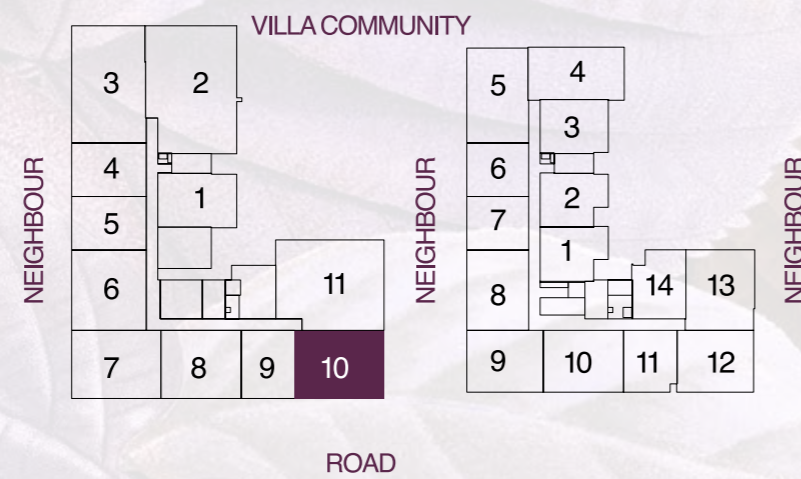 VILLA COMMUNITY
3 2
4
1
5
6 11
7 8 9 10
NEIGHBOUR
5 4
3
6
2
7
1
8 14 13
9 10 11 12
NEIGHBOUR
NEIGHBOUR
ROAD